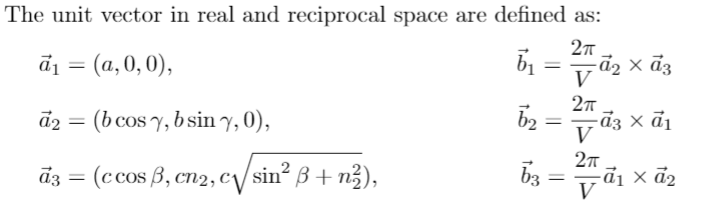 The unit vector in real and reciprocal space are defined as:
$\vec{a}_1 = (a, 0, 0),$ $\vec{b}_1 = \frac{2\pi}{V} \vec{a}_2 \times \vec{a}_3$
$\vec{a}_2 = (b \cos \gamma, b \sin \gamma, 0),$ $\vec{b}_2 = \frac{2\pi}{V} \vec{a}_3 \times \vec{a}_1$
$\vec{a}_3 = (c \cos \beta, cn_2, c\sqrt{\sin^2 \beta + n_2^2}),$ $\vec{b}_3 = \frac{2\pi}{V} \vec{a}_1 \times \vec{a}_2$